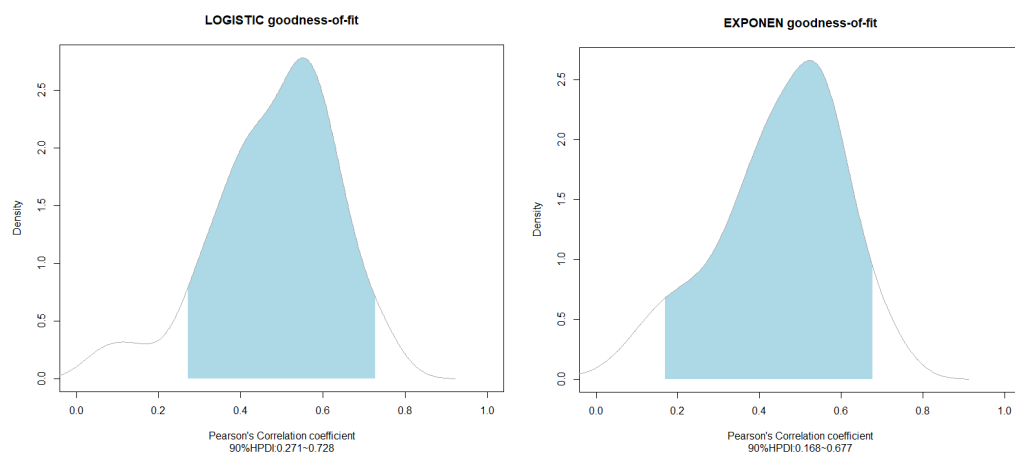 LOGISTIC goodness-of-fit
Density
0.0 0.5 1.0 1.5 2.0 2.5
0.0 0.2 0.4 0.6 0.8 1.0
Pearson's Correlation coefficient
90%HPDI:0.271~0.728
EXPONEN goodness-of-fit
Density
0.0 0.5 1.0 1.5 2.0 2.5
0.0 0.2 0.4 0.6 0.8 1.0
Pearson's Correlation coefficient
90%HPDI:0.168~0.677